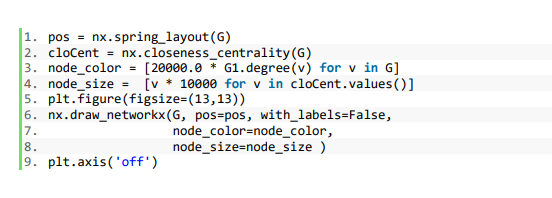 1. pos = nx.spring_layout(G)
2. cloCent = nx.closeness_centrality(G)
3. node_color = [20000.0 * G1.degree(v) for v in G]
4. node_size =  [v * 10000 for v in cloCent.values()]
5. plt.figure(figsize=(13,13))
6. nx.draw_networkx(G, pos=pos, with_labels=False,
7.                  node_color=node_color,
8.                  node_size=node_size )
9. plt.axis('off')